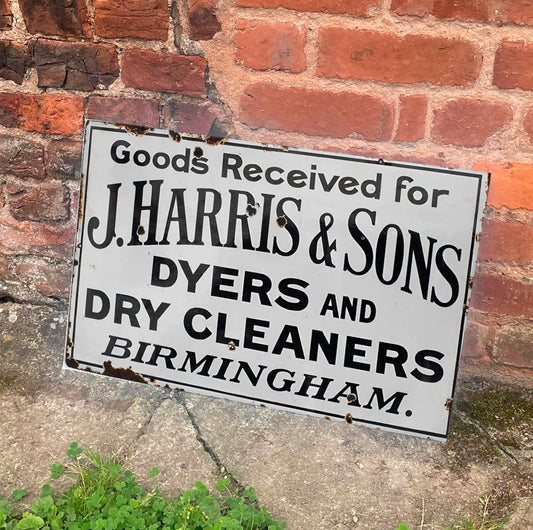 Goods Received for
J. HARRIS & SONS
DYERS AND
DRY CLEANERS
BIRMINGHAM.